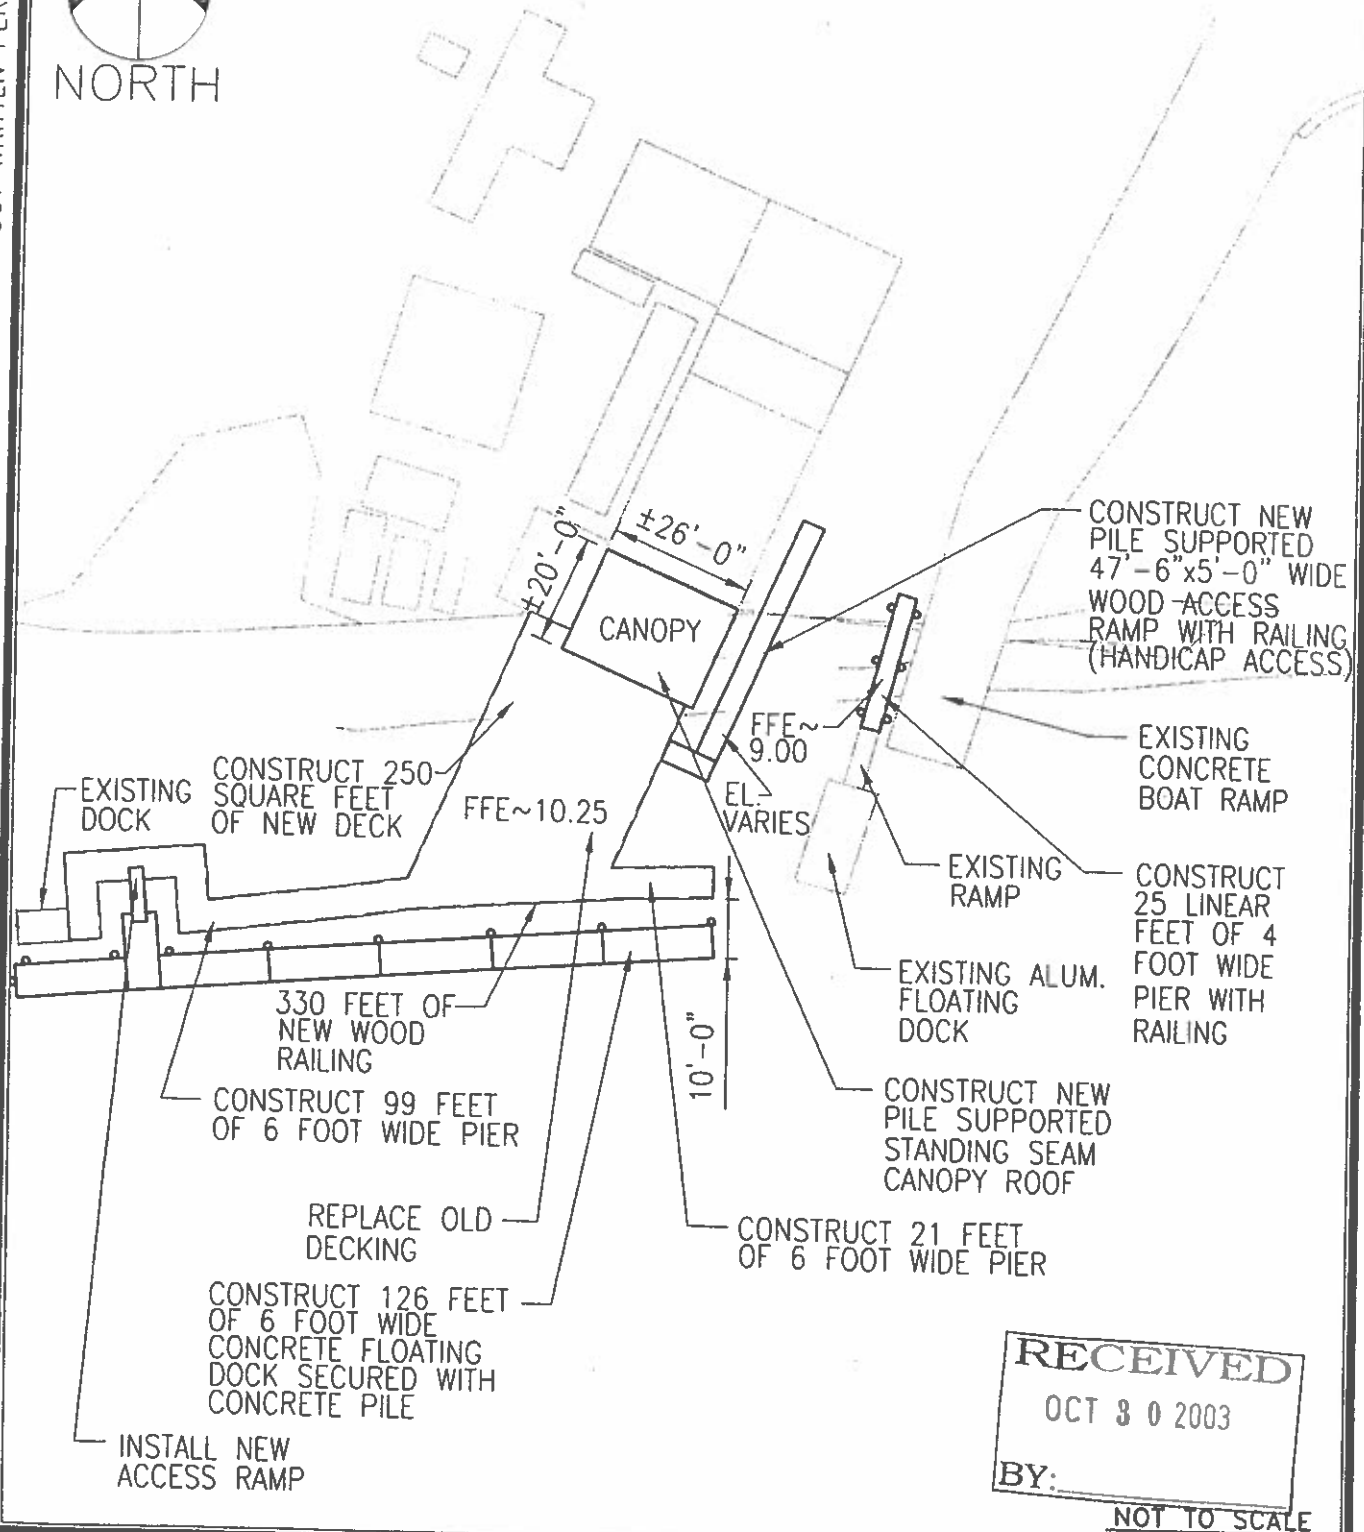 NORTH
±26'-0"
±20'-0"
CANOPY
CONSTRUCT NEW
PILE SUPPORTED
47'-6"x5'-0" WIDE
WOOD ACCESS
RAMP WITH RAILING
(HANDICAP ACCESS)
FFE~
9.00
EL.
VARIES
EXISTING
CONCRETE
BOAT RAMP
EXISTING
DOCK
CONSTRUCT 250
SQUARE FEET
OF NEW DECK
FFE~10.25
EXISTING
RAMP
CONSTRUCT
25 LINEAR
FEET OF 4
FOOT WIDE
PIER WITH
RAILING
EXISTING ALUM.
FLOATING
DOCK
330 FEET OF
NEW WOOD
RAILING
10'-0"
CONSTRUCT 99 FEET
OF 6 FOOT WIDE PIER
CONSTRUCT NEW
PILE SUPPORTED
STANDING SEAM
CANOPY ROOF
REPLACE OLD
DECKING
CONSTRUCT 21 FEET
OF 6 FOOT WIDE PIER
CONSTRUCT 126 FEET
OF 6 FOOT WIDE
CONCRETE FLOATING
DOCK SECURED WITH
CONCRETE PILE
INSTALL NEW
ACCESS RAMP
RECEIVED
OCT 30 2003
BY:
NOT TO SCALE